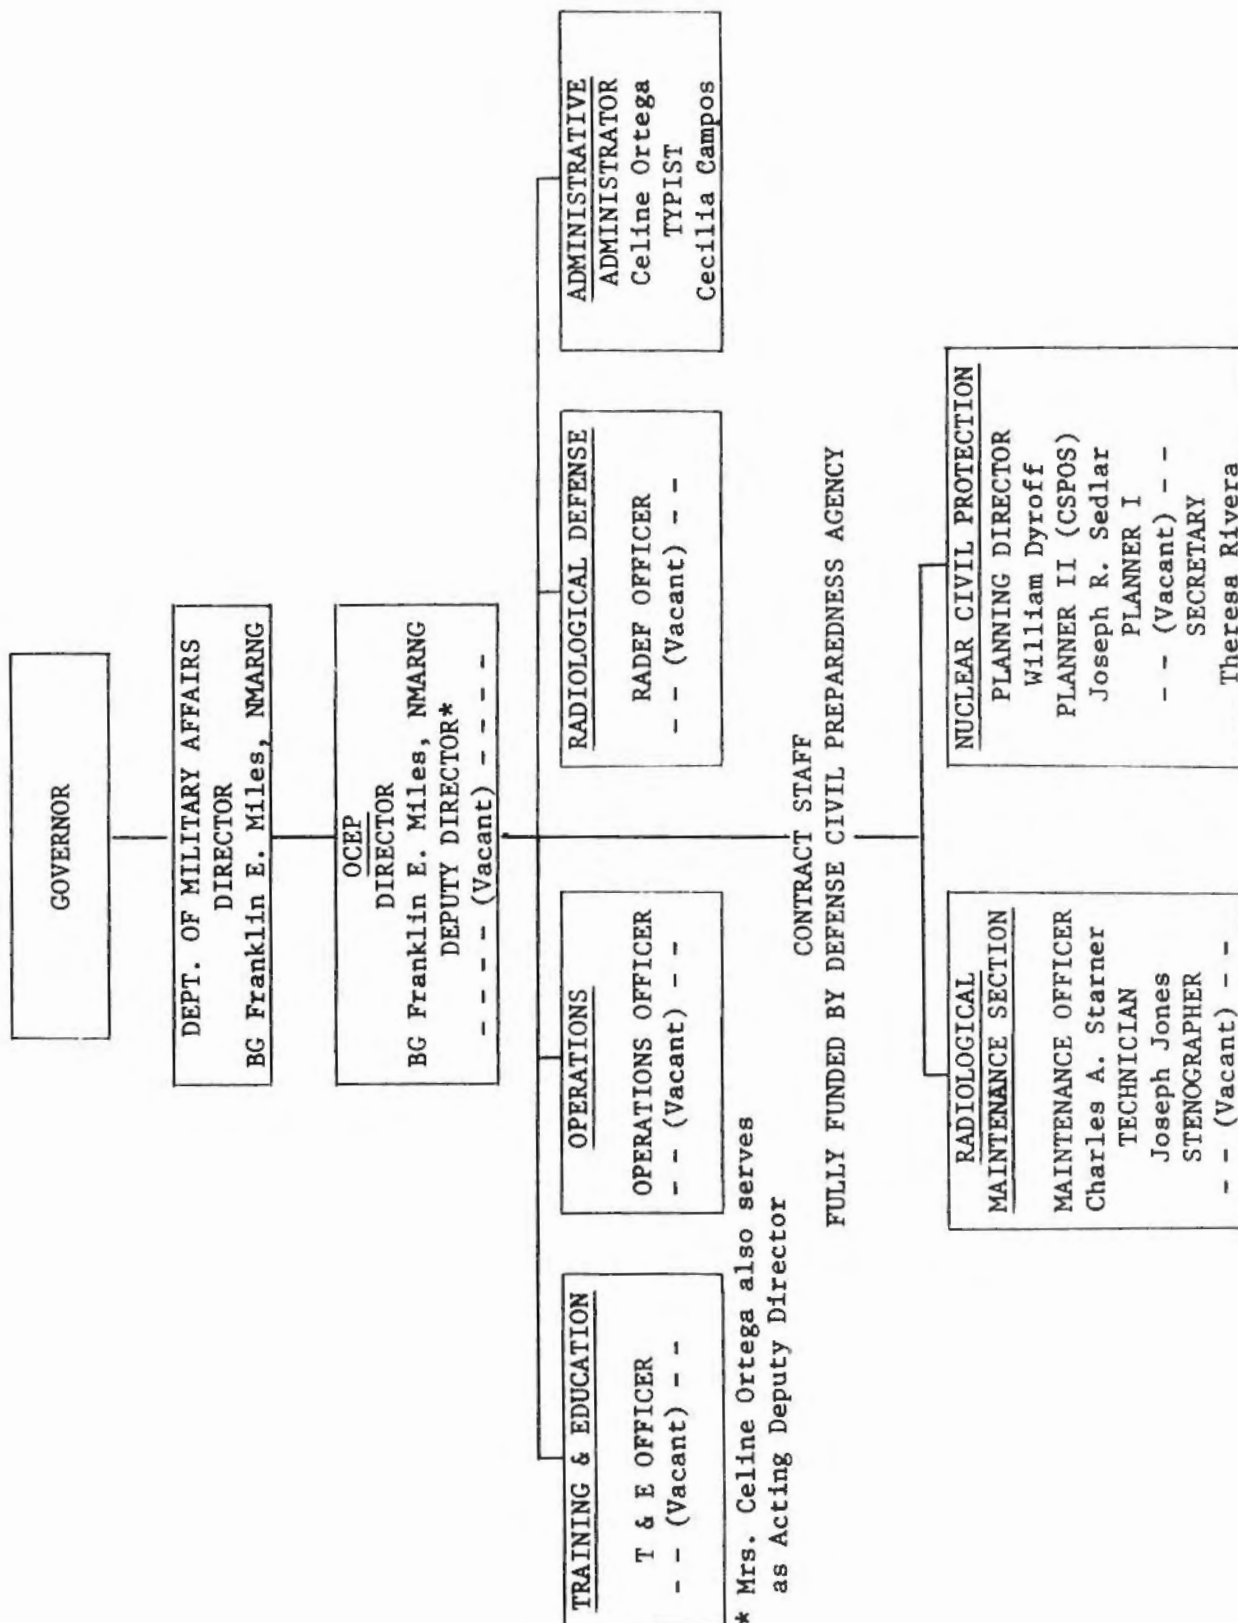 GOVERNOR
DEPT. OF MILITARY AFFAIRS
DIRECTOR
BG Franklin E. Miles, NMARNG
OCEP
DIRECTOR
BG Franklin E. Miles, NMARNG
DEPUTY DIRECTOR*
- - - - (Vacant) - - - -
TRAINING & EDUCATION
T & E OFFICER
- - (Vacant) - -
OPERATIONS
OPERATIONS OFFICER
- - (Vacant) - -
RADIOLOGICAL DEFENSE
RADEF OFFICER
- - (Vacant) - -
ADMINISTRATIVE
ADMINISTRATOR
Celine Ortega
TYPIST
Cecilia Campos
* Mrs. Celine Ortega also serves
as Acting Deputy Director
CONTRACT STAFF
FULLY FUNDED BY DEFENSE CIVIL PREPAREDNESS AGENCY
RADIOLOGICAL
MAINTENANCE SECTION
MAINTENANCE OFFICER
Charles A. Starner
TECHNICIAN
Joseph Jones
STENOGRAPHER
- - (Vacant) - -
NUCLEAR CIVIL PROTECTION
PLANNING DIRECTOR
William Dyroff
PLANNER II (CSPOS)
Joseph R. Sedlar
PLANNER I
- - (Vacant) - -
SECRETARY
Theresa Rivera